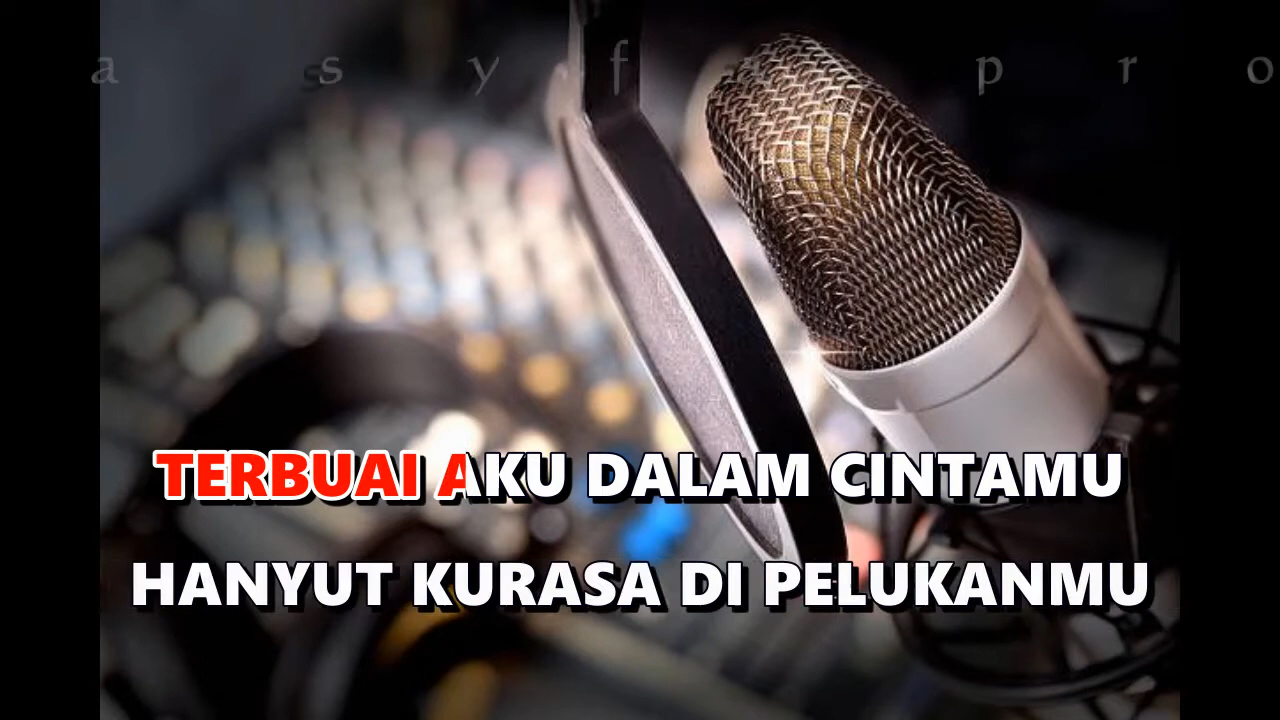 a s y f a p r o
TERBUAI AKU DALAM CINTAMU
HANYUT KURASA DI PELUKANMU